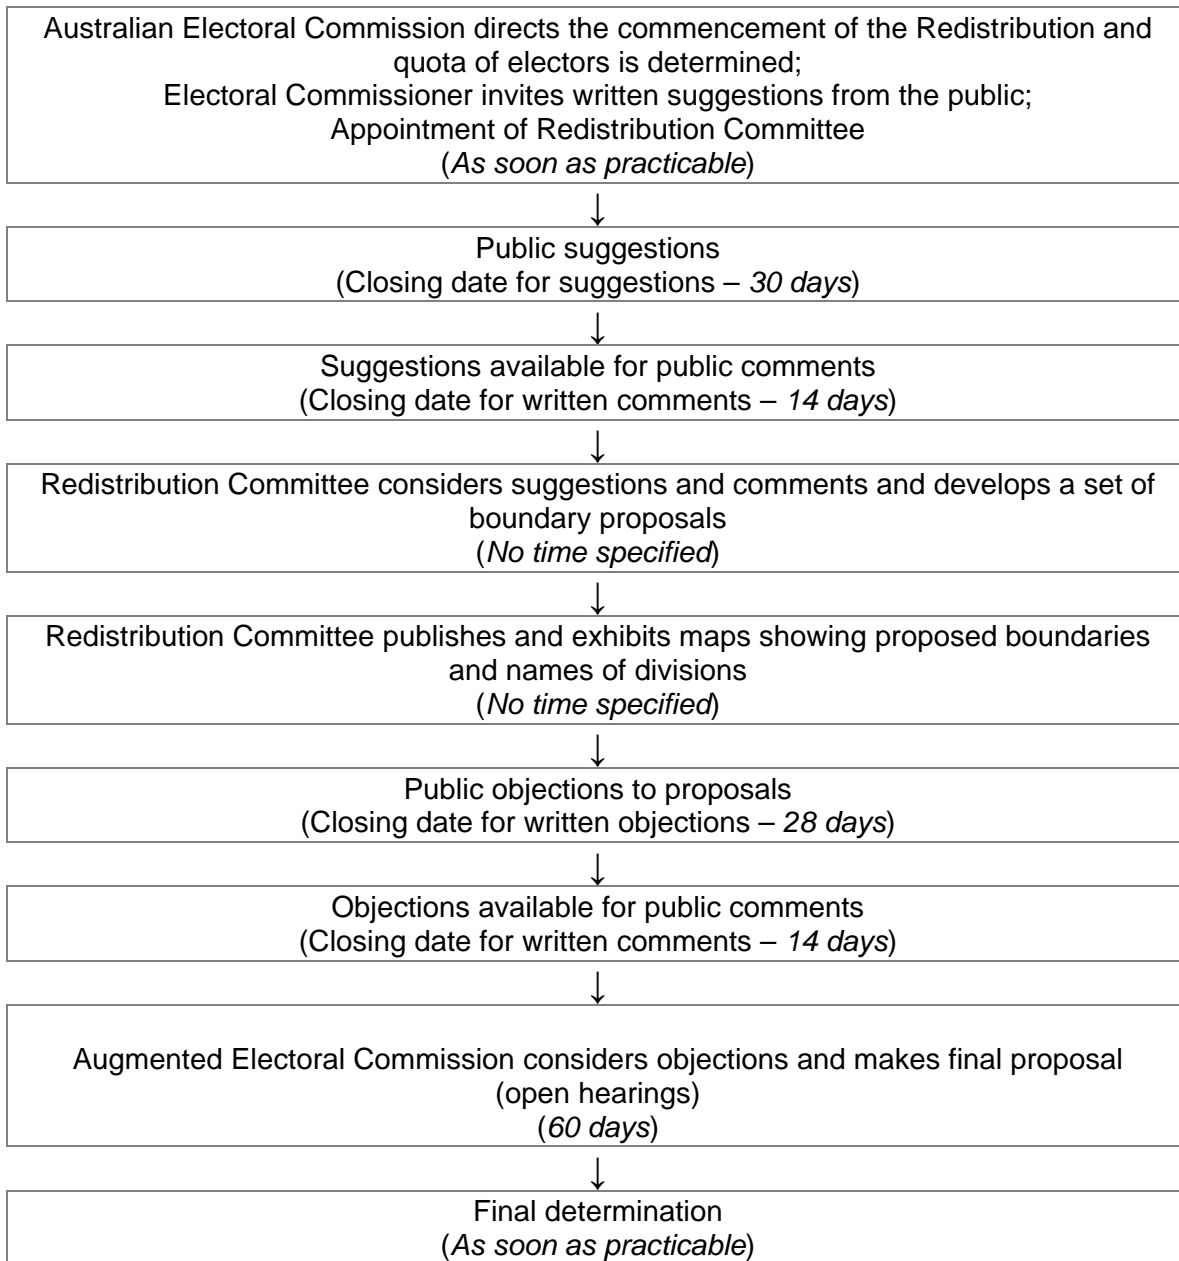 Australian Electoral Commission directs the commencement of the Redistribution and
quota of electors is determined;
Electoral Commissioner invites written suggestions from the public;
Appointment of Redistribution Committee
(As soon as practicable)
↓
Public suggestions
(Closing date for suggestions – 30 days)
↓
Suggestions available for public comments
(Closing date for written comments – 14 days)
↓
Redistribution Committee considers suggestions and comments and develops a set of
boundary proposals
(No time specified)
↓
Redistribution Committee publishes and exhibits maps showing proposed boundaries
and names of divisions
(No time specified)
↓
Public objections to proposals
(Closing date for written objections – 28 days)
↓
Objections available for public comments
(Closing date for written comments – 14 days)
↓
Augmented Electoral Commission considers objections and makes final proposal
(open hearings)
(60 days)
↓
Final determination
(As soon as practicable)